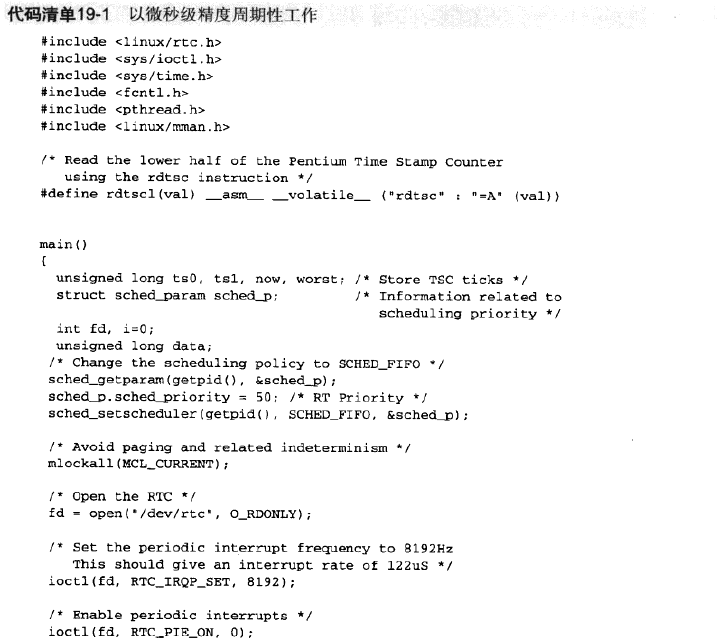 代码清单19-1 以微秒级精度周期性工作
#include <linux/rtc.h>
#include <sys/ioctl.h>
#include <sys/time.h>
#include <fcntl.h>
#include <pthread.h>
#include <linux/mman.h>
/* Read the lower half of the Pentium Time Stamp Counter
using the rdtsc instruction */
#define rdtscl(val) __asm__ __volatile__ ("rdtsc" : "=A" (val))
main()
{
unsigned long ts0, ts1, now, worst; /* Store TSC ticks */
struct sched_param sched_p; /* Information related to
scheduling priority */
int fd, i=0;
unsigned long data;
/* Change the scheduling policy to SCHED_FIFO */
sched_getparam(getpid(), &sched_p);
sched_p.sched_priority = 50; /* RT Priority */
sched_setscheduler(getpid(), SCHED_FIFO, &sched_p);
/* Avoid paging and related indeterminism */
mlockall(MCL_CURRENT);
/* Open the RTC */
fd = open("/dev/rtc", O_RDONLY);
/* Set the periodic interrupt frequency to 8192Hz
This should give an interrupt rate of 122uS */
ioctl(fd, RTC_IRQP_SET, 8192);
/* Enable periodic interrupts */
ioctl(fd, RTC_PIE_ON, 0);